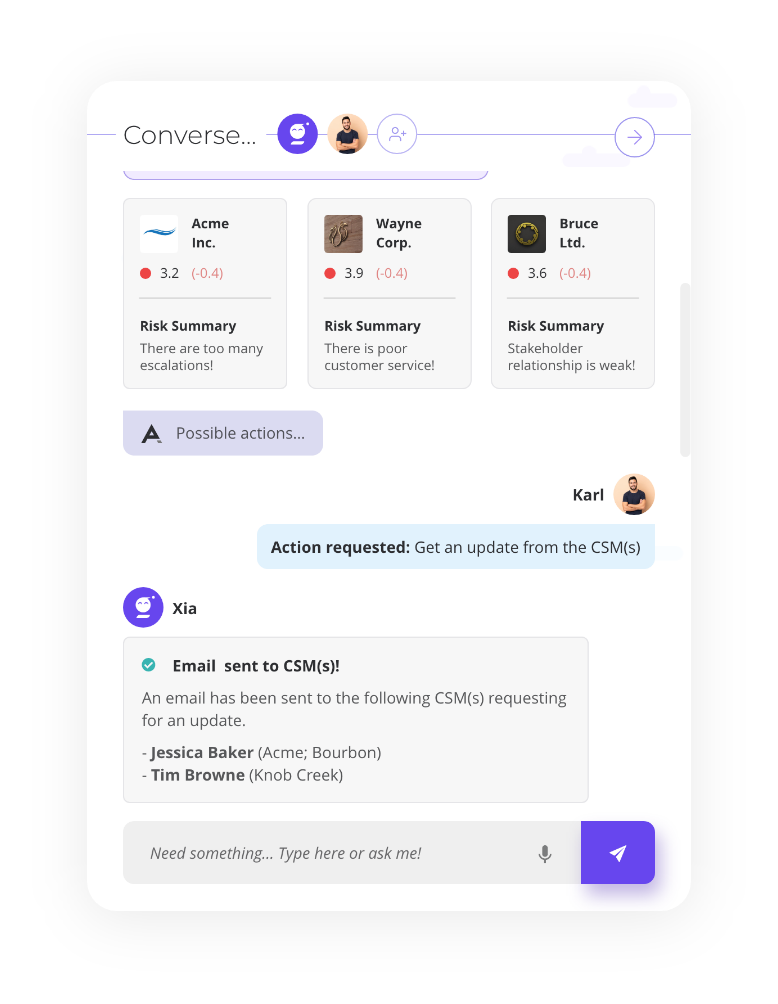 Converse...
Acme
Inc.
3.2 (-0.4)
Risk Summary
There are too many
escalations!
Wayne
Corp.
3.9 (-0.4)
Risk Summary
There is poor
customer service!
Bruce
Ltd.
3.6 (-0.4)
Risk Summary
Stakeholder
relationship is weak!
Possible actions...
Karl
Action requested: Get an update from the CSM(s)
Xia
Email sent to CSM(s)!
An email has been sent to the following CSM(s) requesting
for an update.
- Jessica Baker (Acme; Bourbon)
- Tim Browne (Knob Creek)
Need something... Type here or ask me!